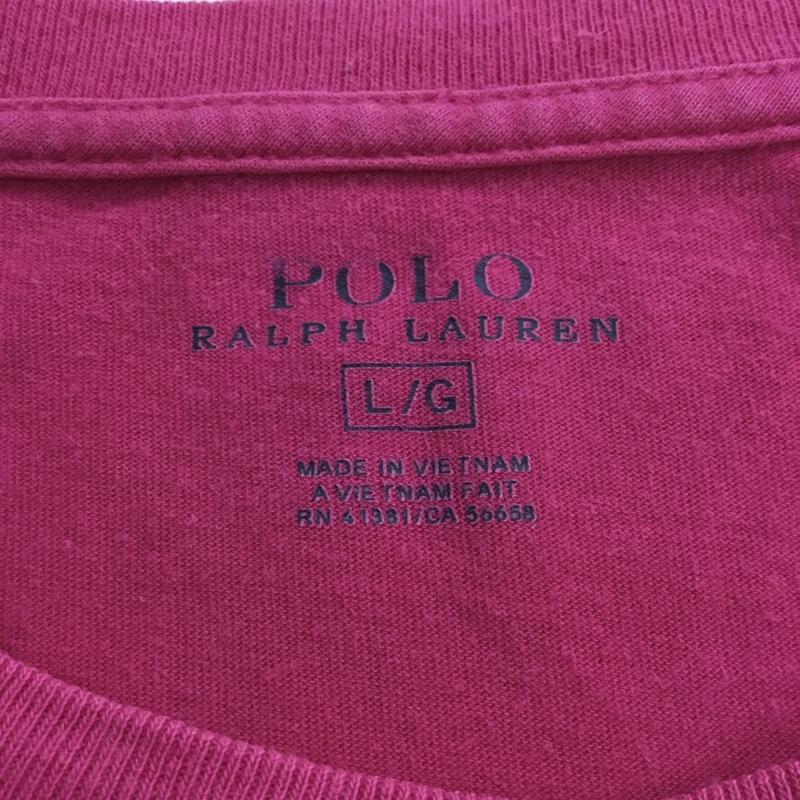 POLO
RALPH LAUREN
L/G
MADE IN VIETNAM
A VIETNAM FAIT
RN 41381/CA 56658